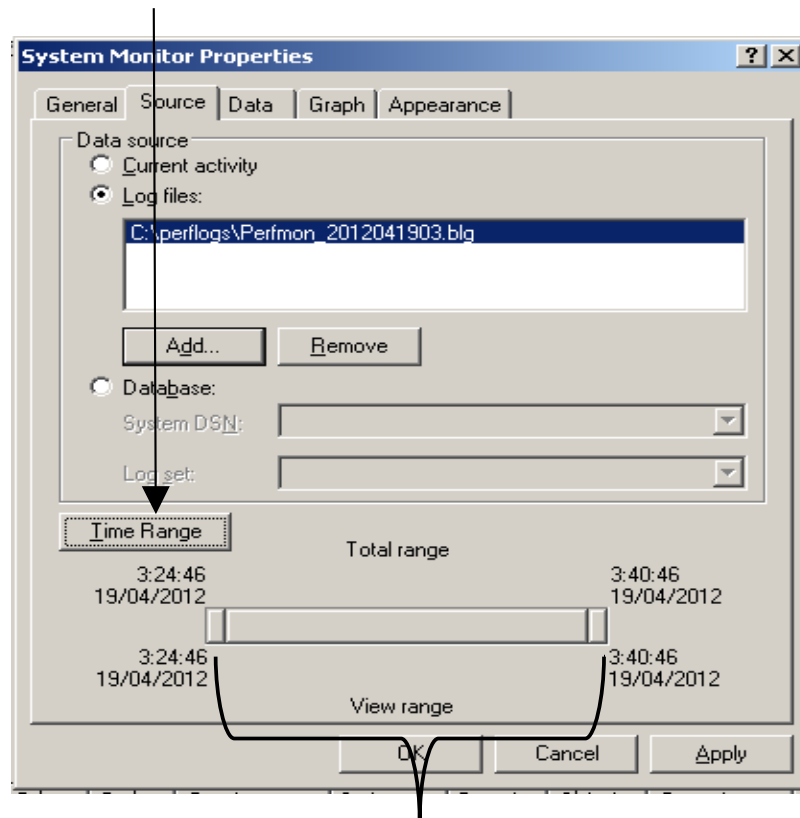 System Monitor Properties
General Source Data Graph Appearance
Data source
Current activity
Log files:
C:\perflogs\Perfmon_2012041903.blg
Add... Remove
Database:
System DSN:
Log set:
Time Range
Total range
3:24:46 3:40:46
19/04/2012 19/04/2012
3:24:46 3:40:46
19/04/2012 19/04/2012
View range
OK Cancel Apply